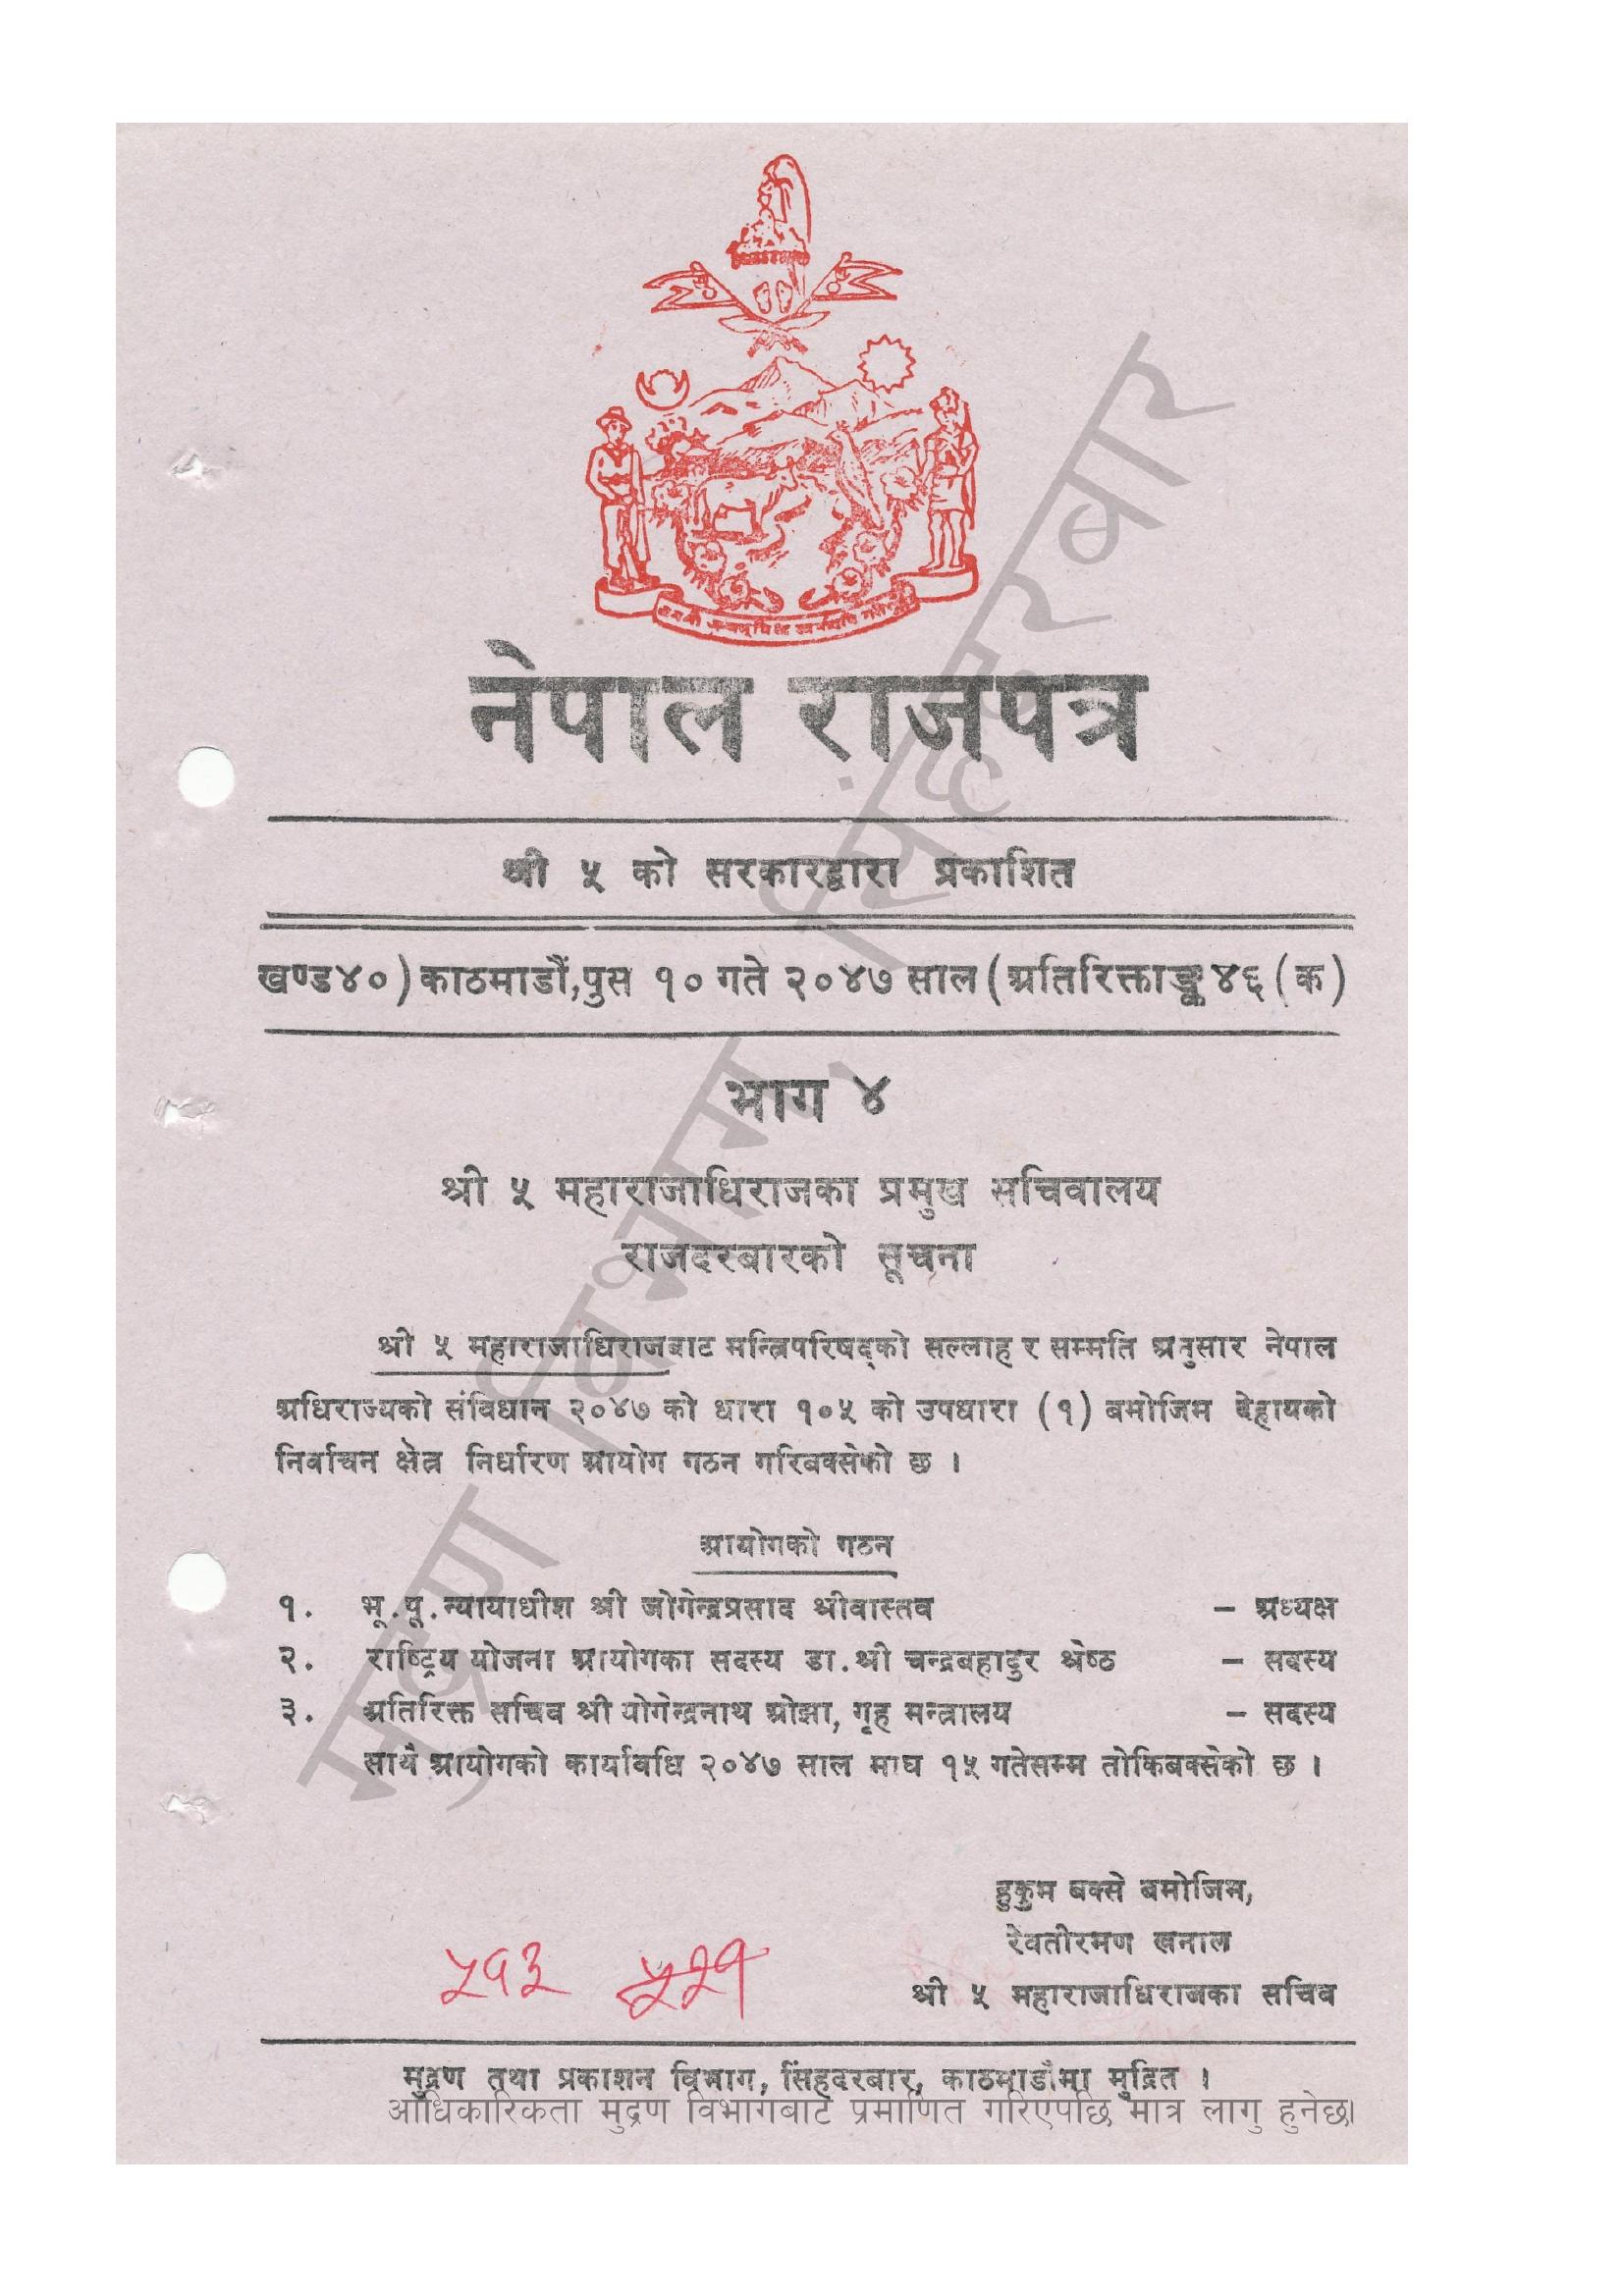 नेपाल राजपत्र
श्री ५ को सरकारद्वारा प्रकाशित
खण्ड ४०) काठमाडौं, पुस १० गते २०४७ साल (अतिरिक्ताङ्क ४६ (क)
भाग ४
श्री ५ महाराजाधिराजका प्रमुख सचिवालय
राजदरबारको सूचना
श्री ५ महाराजाधिराजबाट मन्त्रिपरिषद्को सल्लाह र सम्मति अनुसार नेपाल
अधिराज्यको संविधान २०४७ को धारा १०५ को उपधारा (१) बमोजिम देहायको
निर्वाचन क्षेत्र निर्धारण आयोग गठन गरिबक्सेको छ ।
आयोगको गठन
१. भू.पू.न्यायाधीश श्री जोगेन्द्रप्रसाद श्रीवास्तव – अध्यक्ष
२. राष्ट्रिय योजना आयोगका सदस्य डा.श्री चन्द्रबहादुर श्रेष्ठ – सदस्य
३. अतिरिक्त सचिव श्री योगेन्द्रनाथ ओझा, गृह मन्त्रालय – सदस्य
साथै आयोगको कार्यावधि २०४७ साल माघ १५ गतेसम्म तोकिबक्सेको छ ।
हुकुम बक्से बमोजिम,
रेवतीरमण खनाल
श्री ५ महाराजाधिराजका सचिव
५१३ ५२१
मुद्रण तथा प्रकाशन विभाग, सिंहदरबार, काठमाडौंमा मुद्रित ।
आधिकारिकता मुद्रण विभागबाट प्रमाणित गरिएपछि मात्र लागु हुनेछ।
मुद्रण विभाग, सिंहदरबार